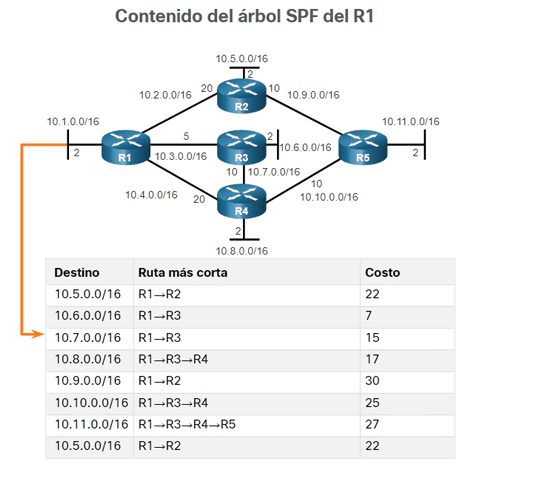 Contenido del árbol SPF del R1
10.5.0.0/16
2
10.2.0.0/16 20 R2 10 10.9.0.0/16
10.1.0.0/16 10.11.0.0/16
5 2 10.6.0.0/16
2 R1 10.3.0.0/16 R3 R5 2
10 10.7.0.0/16
10.4.0.0/16 20 R4 10
10.10.0.0/16
2
10.8.0.0/16
Destino Ruta más corta Costo
10.5.0.0/16 R1→R2 22
10.6.0.0/16 R1→R3 7
10.7.0.0/16 R1→R3 15
10.8.0.0/16 R1→R3→R4 17
10.9.0.0/16 R1→R2 30
10.10.0.0/16 R1→R3→R4 25
10.11.0.0/16 R1→R3→R4→R5 27
10.5.0.0/16 R1→R2 22